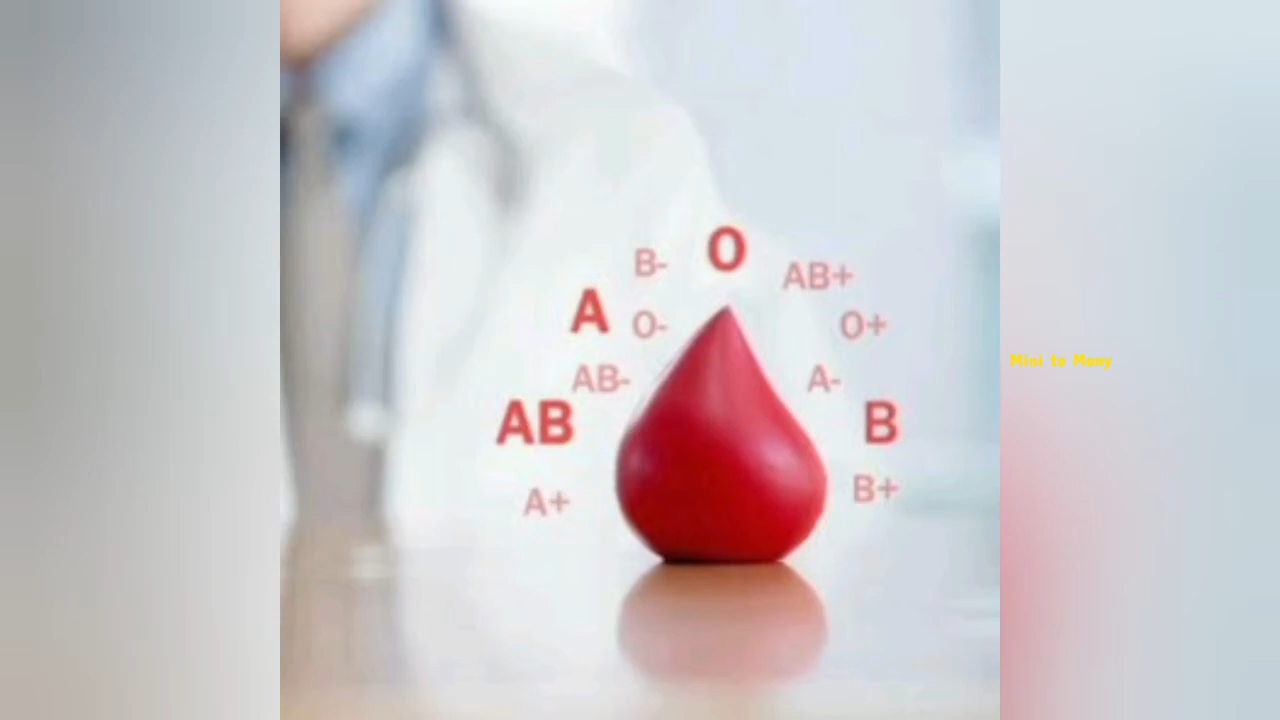 O
B-
AB+
A
O-
O+
AB-
A-
AB
B
A+
B+
Mini to Many